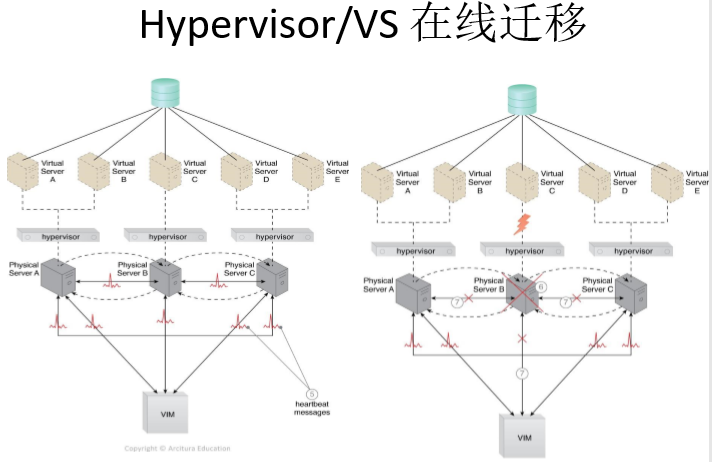 Hypervisor/VS 在线迁移
Virtual Server A
Virtual Server B
Virtual Server C
Virtual Server D
Virtual Server E
hypervisor
hypervisor
hypervisor
Physical Server A
Physical Server B
Physical Server C
5
heartbeat messages
VIM
Copyright © Arcitura Education
Virtual Server A
Virtual Server B
Virtual Server C
Virtual Server D
Virtual Server E
hypervisor
hypervisor
hypervisor
Physical Server A
Physical Server B
Physical Server C
6
7
7
7
VIM